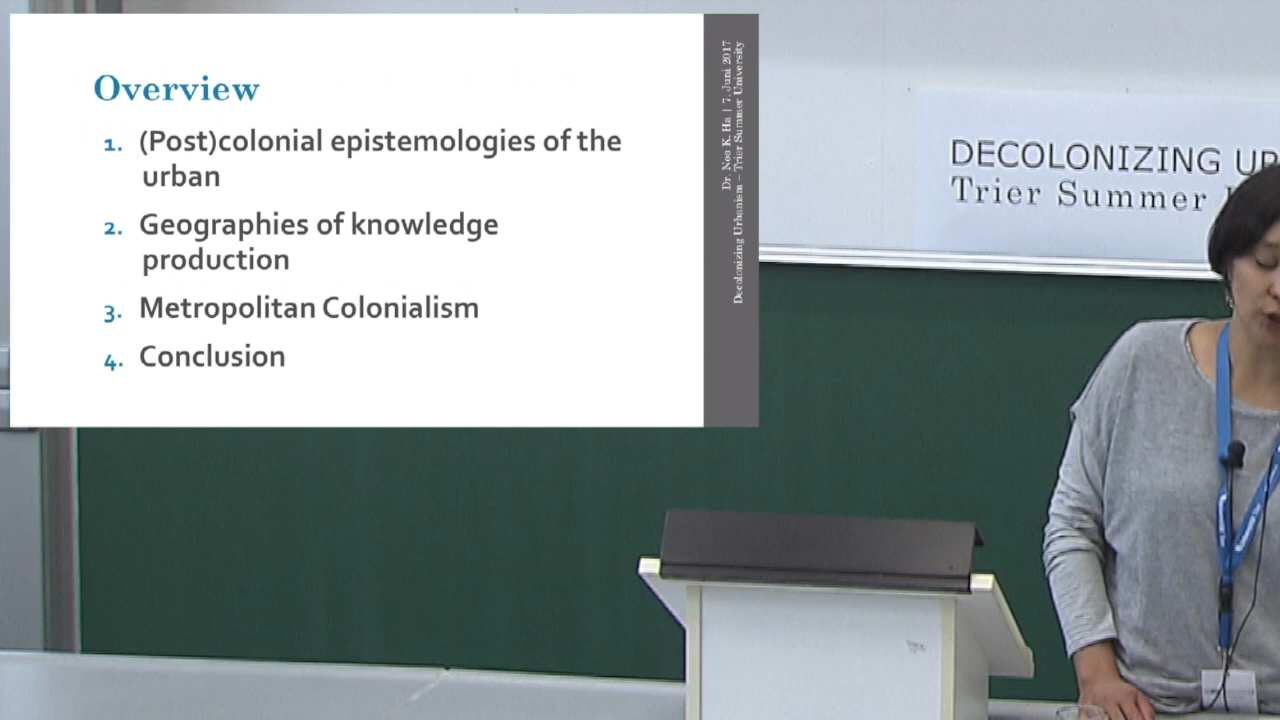 Overview
1. (Post)colonial epistemologies of the
urban
2. Geographies of knowledge
production
3. Metropolitan Colonialism
4. Conclusion
Dr. Noa K. Ha | 7. Juni 2017
Decolonizing Urbanism – Trier Summer University
DECOLONIZING UR
Trier Summer